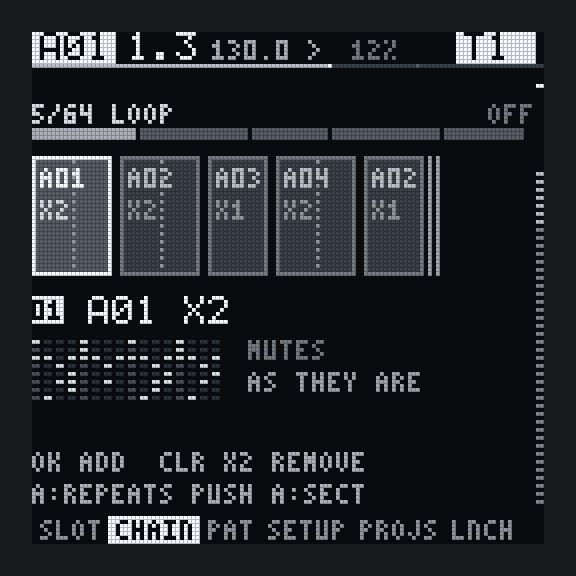 A01 1.3 130.0 > 12% T1
5/64 LOOP OFF
A01 A02 A03 A04 A02
X2 X2 X1 X2 X1
01 A01 X2
MUTES
AS THEY ARE
OK ADD CLR X2 REMOVE
A:REPEATS PUSH A:SECT
SLOT CHAIN PAT SETUP PROJS LNCH